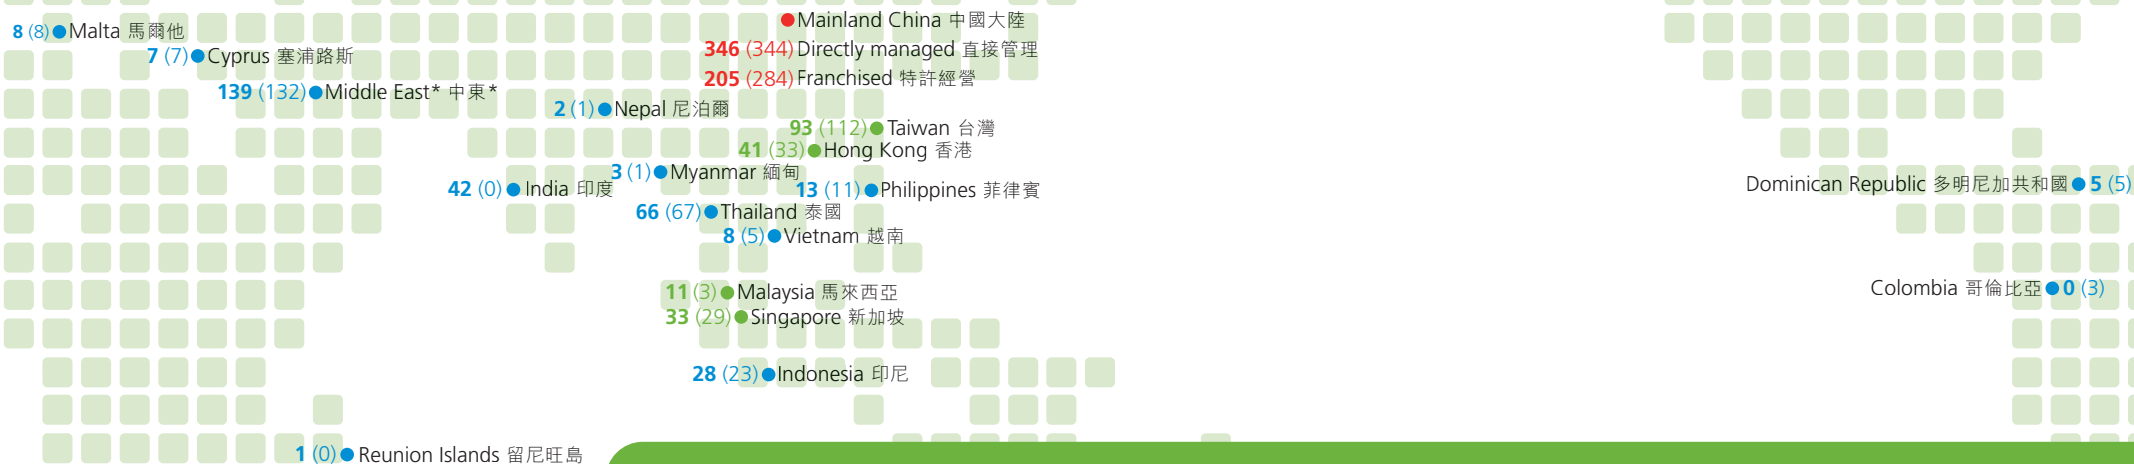 8 (8) Malta 馬爾他
7 (7) Cyprus 塞浦路斯
139 (132) Middle East* 中東*
Mainland China 中國大陸
346 (344) Directly managed 直接管理
205 (284) Franchised 特許經營
2 (1) Nepal 尼泊爾
93 (112) Taiwan 台灣
41 (33) Hong Kong 香港
3 (1) Myanmar 緬甸
42 (0) India 印度
13 (11) Philippines 菲律賓
66 (67) Thailand 泰國
8 (5) Vietnam 越南
11 (3) Malaysia 馬來西亞
33 (29) Singapore 新加坡
28 (23) Indonesia 印尼
1 (0) Reunion Islands 留尼旺島
Dominican Republic 多明尼加共和國 5 (5)
Colombia 哥倫比亞 0 (3)